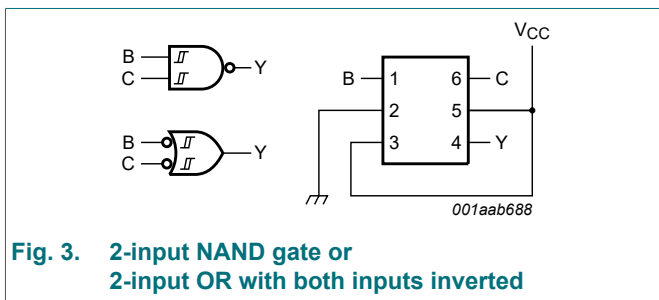 B
C
Y
B
C
Y
VCC
B 1 6 C
2 5
3 4 Y
001aab688
Fig. 3. 2-input NAND gate or
2-input OR with both inputs inverted